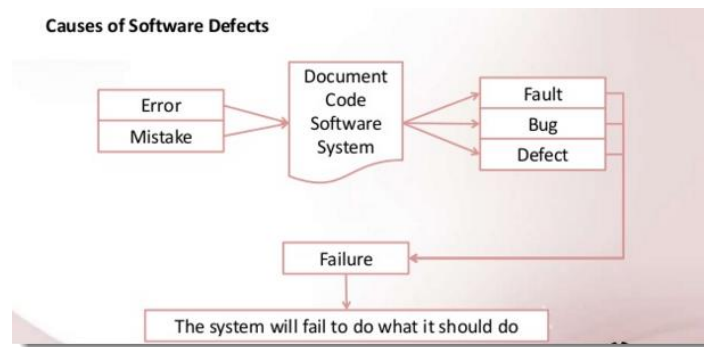 Causes of Software Defects
Error
Mistake
Document
Code
Software
System
Fault
Bug
Defect
Failure
The system will fail to do what it should do